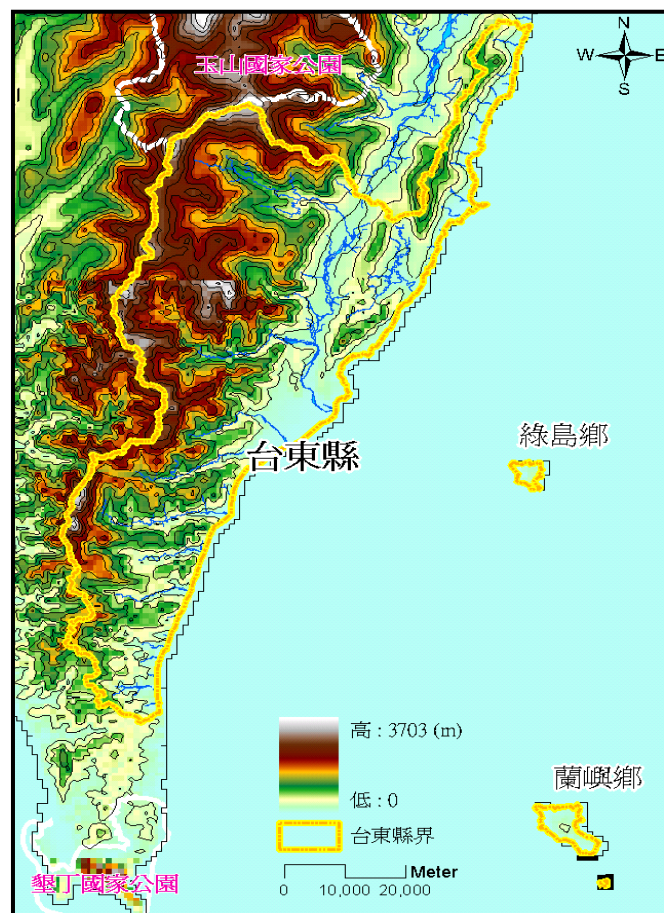 玉山國家公園
N
W E
S
綠島鄉
台東縣
高 : 3703 (m)
低 : 0
台東縣界
蘭嶼鄉
Meter
0 10,000 20,000
墾丁國家公園